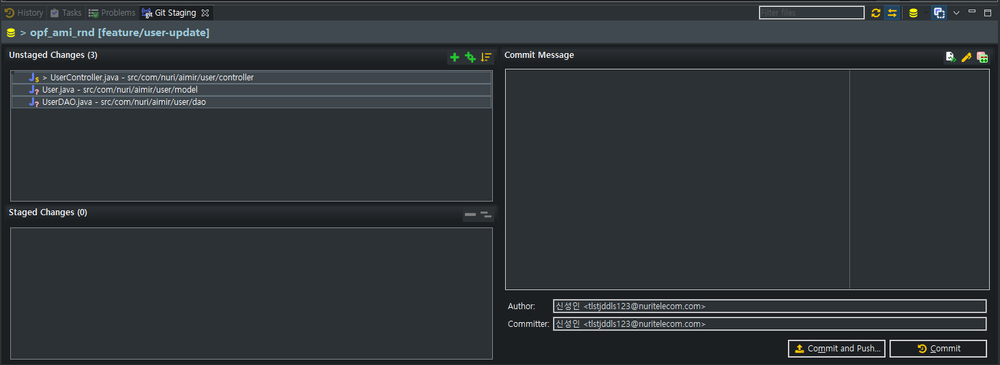 History Tasks Problems Git Staging Filter files
> opf_ami_rnd [feature/user-update]
Unstaged Changes (3)
> UserController.java - src/com/nuri/aimir/user/controller
User.java - src/com/nuri/aimir/user/model
UserDAO.java - src/com/nuri/aimir/user/dao
Staged Changes (0)
Commit Message
Author: 신성인 <tlstjddls123@nuritelecom.com>
Committer: 신성인 <tlstjddls123@nuritelecom.com>
Commit and Push... Commit